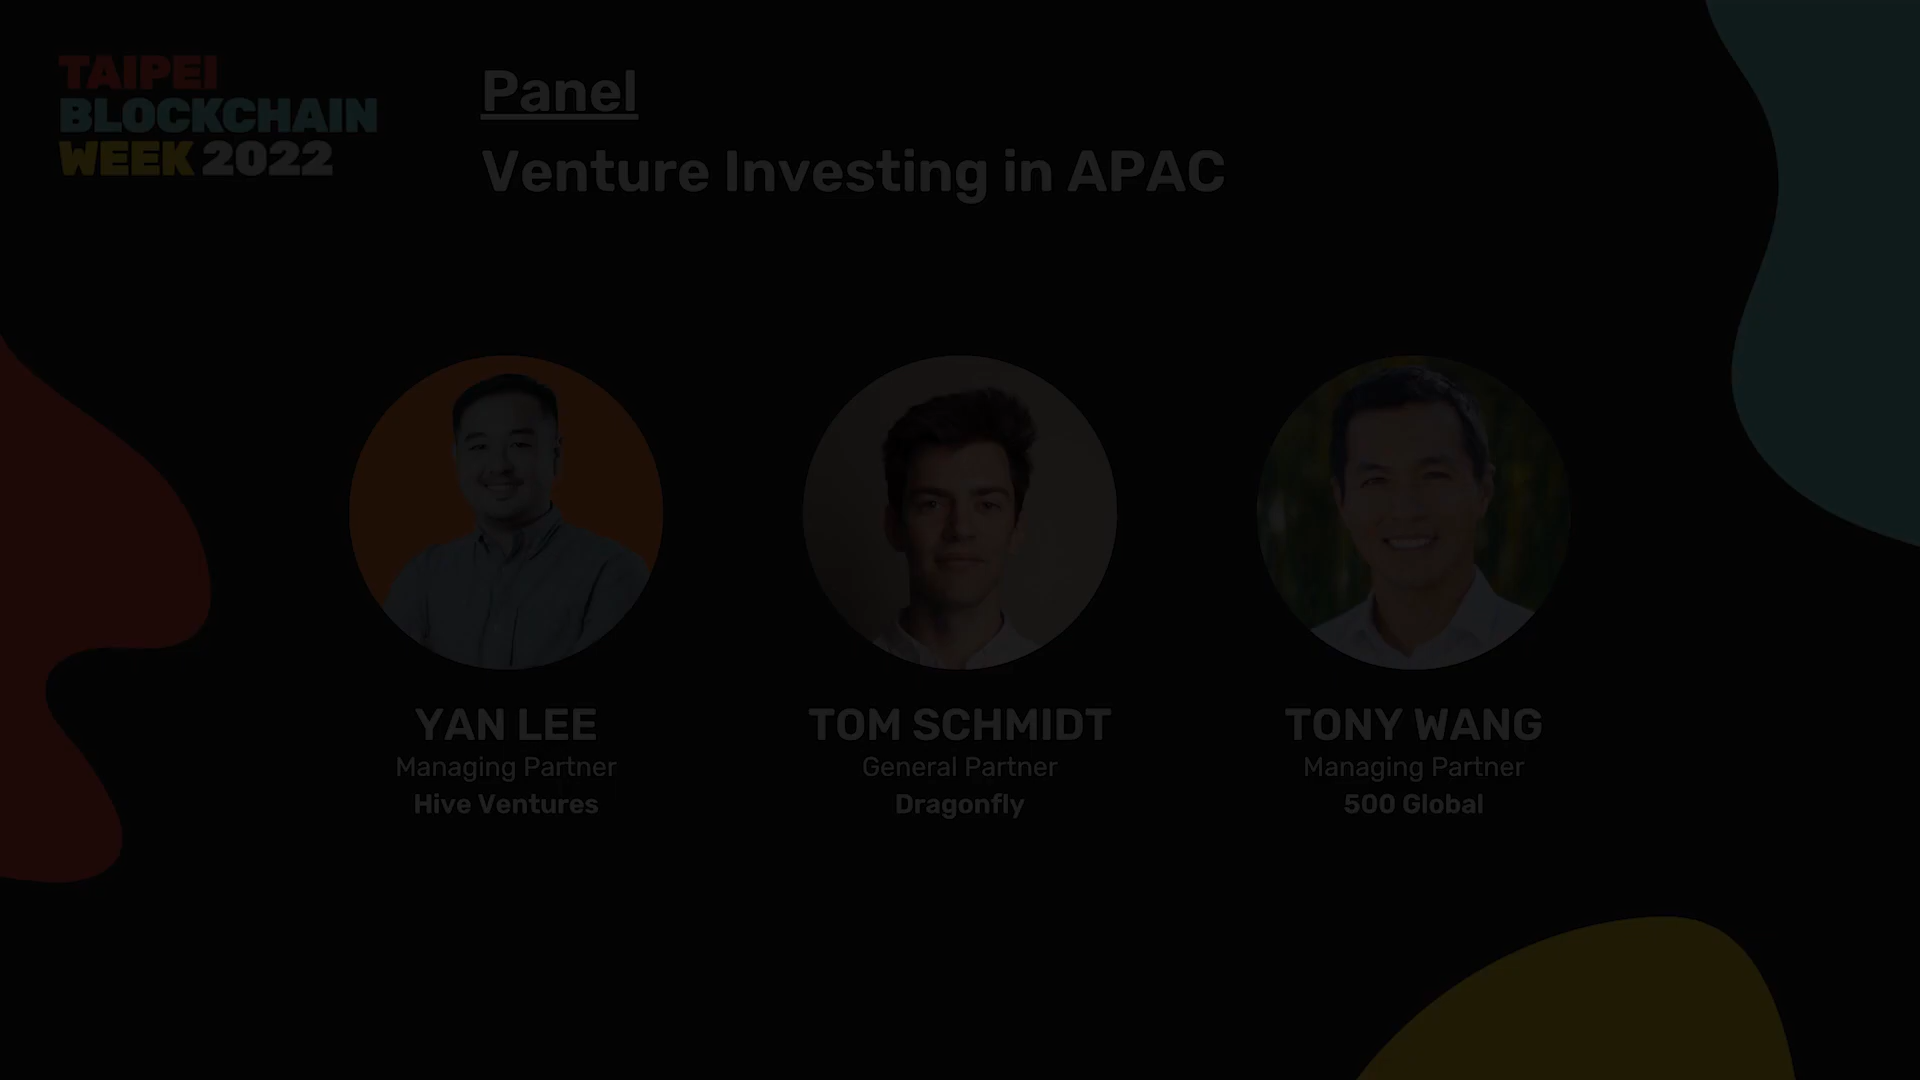 TAIPEI
BLOCKCHAIN
WEEK 2022
Panel
Venture Investing in APAC
YAN LEE
Managing Partner
Hive Ventures
TOM SCHMIDT
General Partner
Dragonfly
TONY WANG
Managing Partner
500 Global